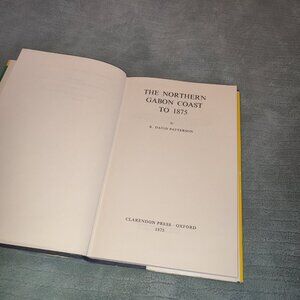 THE NORTHERN
GABON COAST
TO 1875
by
K. DAVID PATTERSON
CLARENDON PRESS · OXFORD
1975